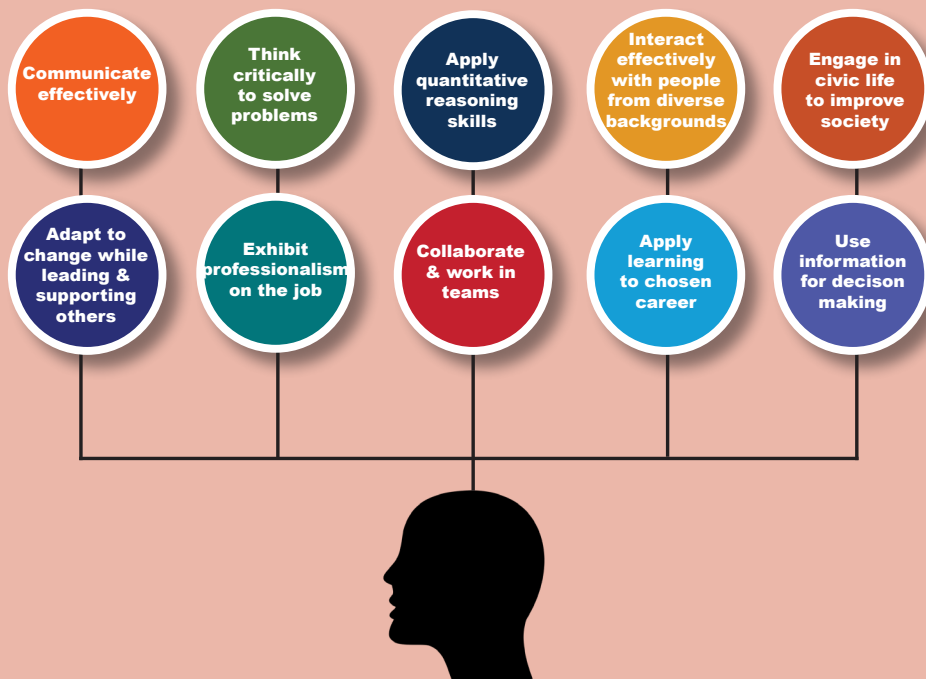 Communicate
effectively
Think
critically
to solve
problems
Apply
quantitative
reasoning
skills
Interact
effectively
with people
from diverse
backgrounds
Engage in
civic life
to improve
society
Adapt to
change while
leading &
supporting
others
Exhibit
professionalism
on the job
Collaborate
& work in
teams
Apply
learning
to chosen
career
Use
information
for decison
making